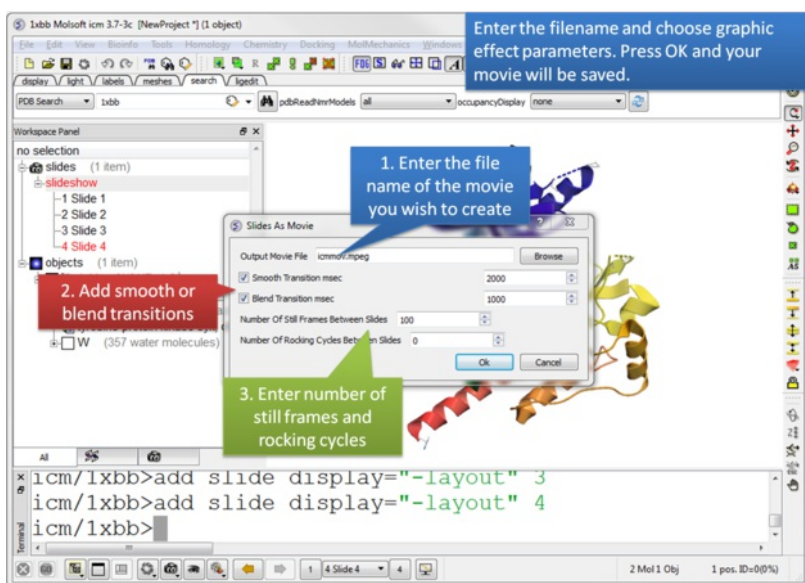 1xbb Molsoft icm 3.7-3c [NewProject *] (1 object)
Enter the filename and choose graphic
effect parameters. Press OK and your
movie will be saved.
File Edit View Bioinfo Tools Homology Chemistry Docking MolMechanics Windows
display light labels meshes search ligedit
PDB Search 1xbb pdbReadNmrModels all occupancyDisplay none
Workspace Panel
no selection
slides (1 item)
slideshow
1 Slide 1
2 Slide 2
3 Slide 3
4 Slide 4
objects (1 item)
W (357 water molecules)
1. Enter the file
name of the movie
you wish to create
Slides As Movie
Output Movie File icmmov.mpeg Browse
Smooth Transition msec 2000
Blend Transition msec 1000
Number Of Still Frames Between Slides 100
Number Of Rocking Cycles Between Slides 0
Ok Cancel
2. Add smooth or
blend transitions
3. Enter number of
still frames and
rocking cycles
All
icm/1xbb>add slide display="-layout" 3
icm/1xbb>add slide display="-layout" 4
icm/1xbb>
Terminal
1 4 Slide 4 4 2 Mol 1 Obj 1 pos. ID=0(0%)